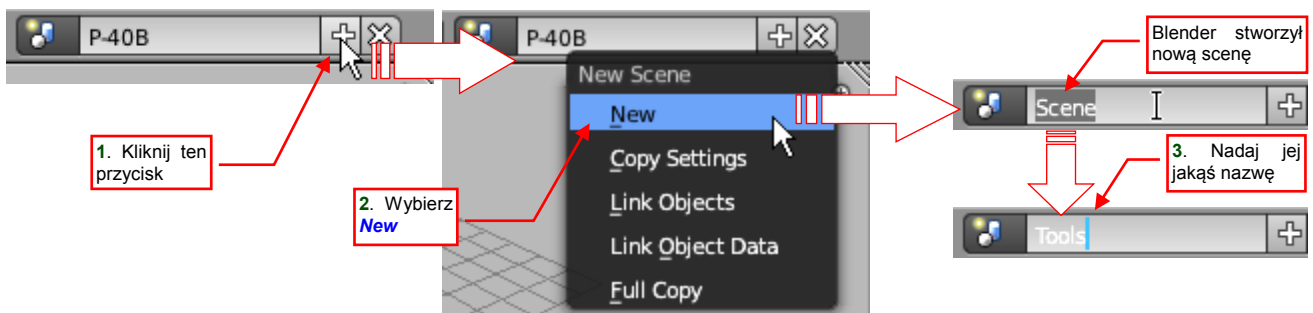 P-40B
1. Kliknij ten
przycisk
P-40B
New Scene
New
Copy Settings
Link Objects
Link Object Data
Full Copy
2. Wybierz
New
Blender stworzył
nową scenę
Scene
3. Nadaj jej
jakąś nazwę
Tools